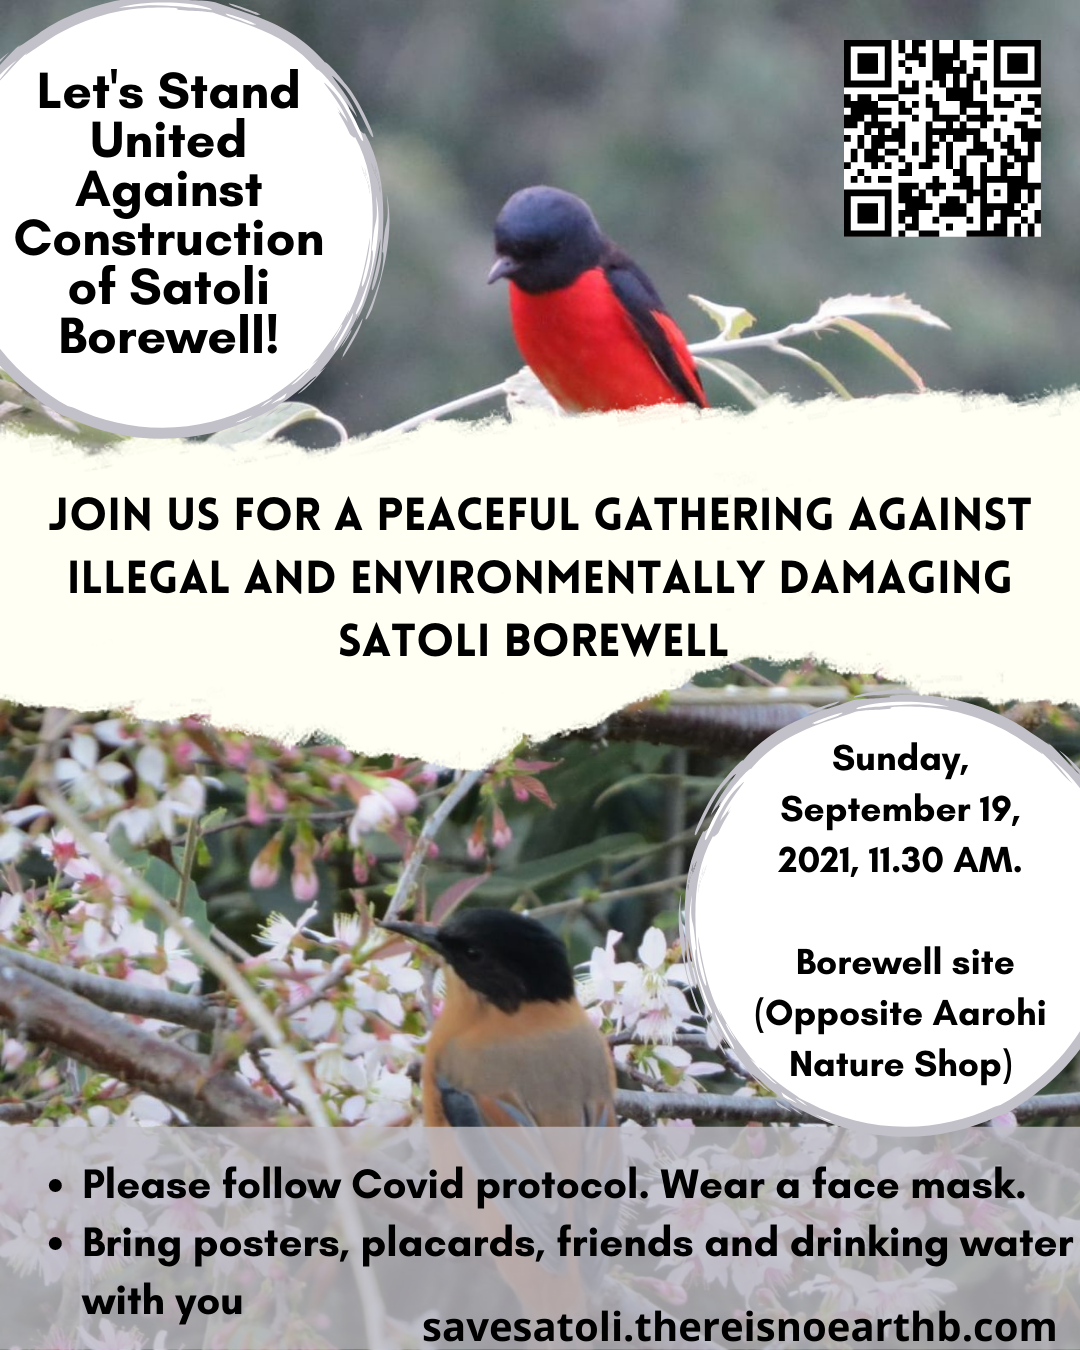 Let's Stand
United
Against
Construction
of Satoli
Borewell!
JOIN US FOR A PEACEFUL GATHERING AGAINST
ILLEGAL AND ENVIRONMENTALLY DAMAGING
SATOLI BOREWELL
Sunday,
September 19,
2021, 11.30 AM.
Borewell site
(Opposite Aarohi
Nature Shop)
• Please follow Covid protocol. Wear a face mask.
• Bring posters, placards, friends and drinking water
with you
savesatoli.thereisnoearthb.com